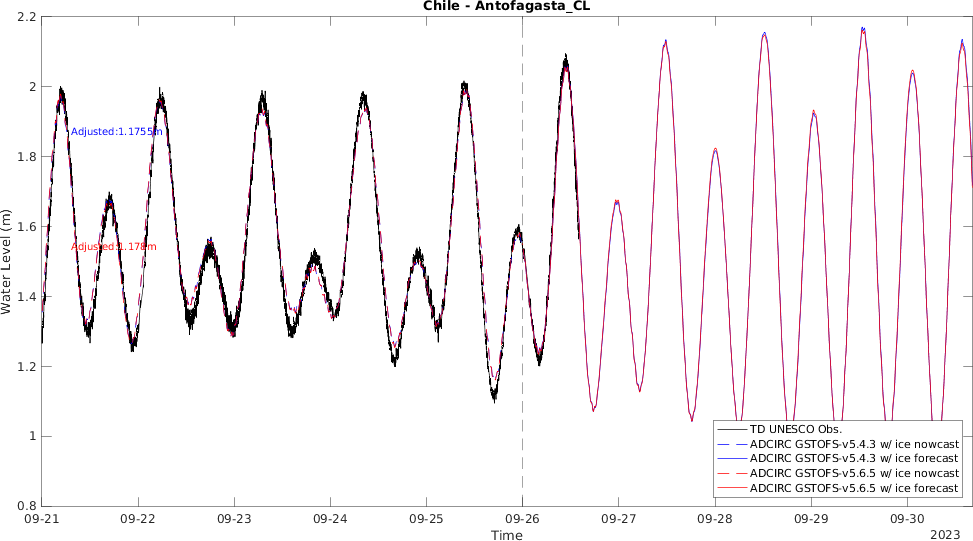 Chile - Antofagasta_CL
2.2
2
1.8
1.6
1.4
1.2
1
0.8
Water Level (m)
Adjusted:1.1755m
Adjusted:1.178m
TD UNESCO Obs.
ADCIRC GSTOFS-v5.4.3 w/ ice nowcast
ADCIRC GSTOFS-v5.4.3 w/ ice forecast
ADCIRC GSTOFS-v5.6.5 w/ ice nowcast
ADCIRC GSTOFS-v5.6.5 w/ ice forecast
09-21 09-22 09-23 09-24 09-25 09-26 09-27 09-28 09-29 09-30
Time
2023